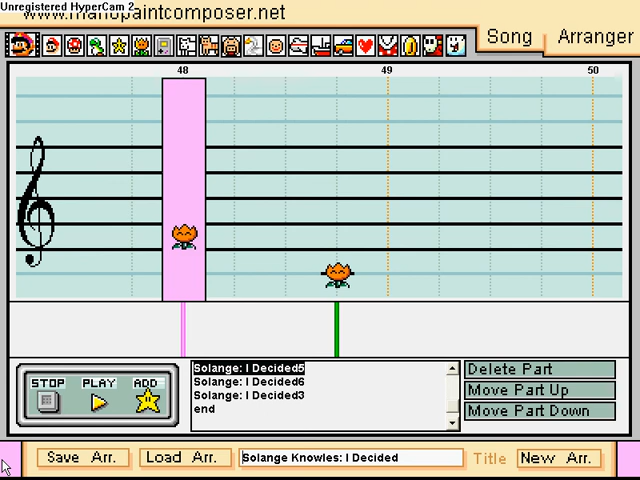 Unregistered HyperCam 2
www.mariopaintcomposer.net
Song
Arranger
48
49
50
STOP
PLAY
ADD
Solange: I Decided5
Solange: I Decided6
Solange: I Decided3
end
Delete Part
Move Part Up
Move Part Down
Save Arr.
Load Arr.
Solange Knowles: I Decided
Title
New Arr.